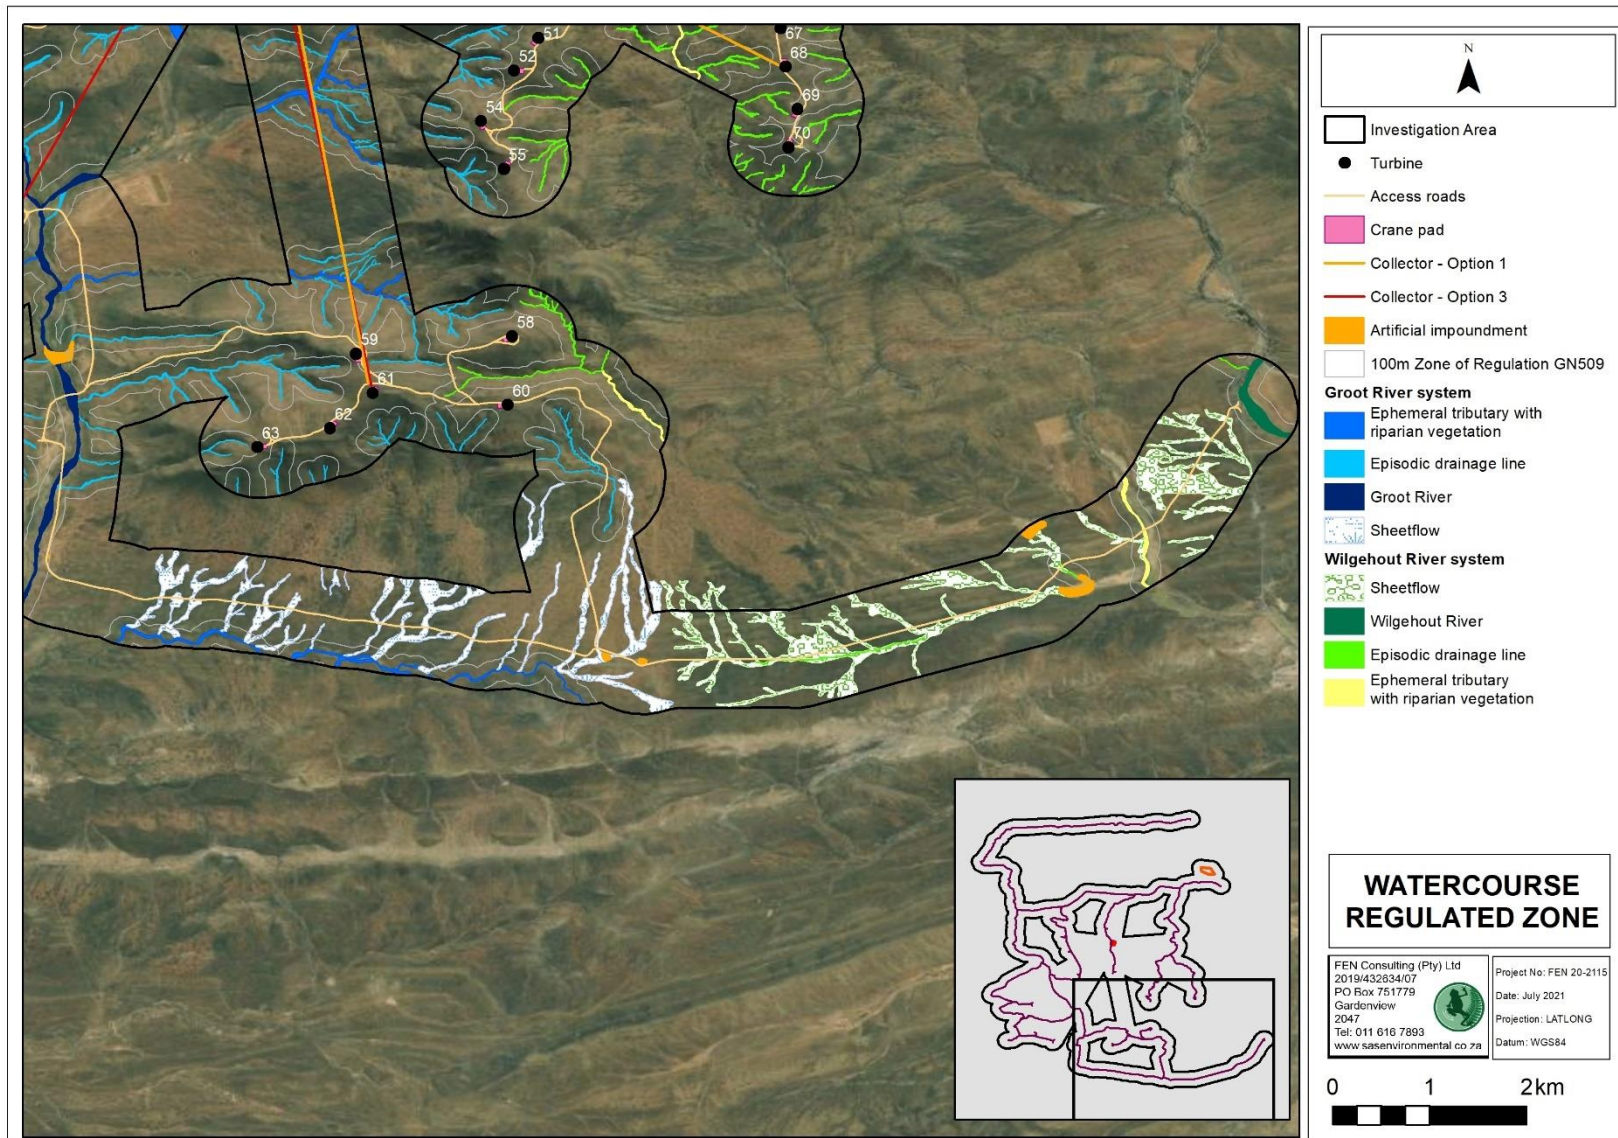 51
52
54
55
67
68
69
70
58
59
61
60
62
63
N
Investigation Area
Turbine
Access roads
Crane pad
Collector - Option 1
Collector - Option 3
Artificial impoundment
100m Zone of Regulation GN509
Groot River system
Ephemeral tributary with
riparian vegetation
Episodic drainage line
Groot River
Sheetflow
Wilgehout River system
Sheetflow
Wilgehout River
Episodic drainage line
Ephemeral tributary
with riparian vegetation
WATERCOURSE
REGULATED ZONE
FEN Consulting (Pty) Ltd
2019/432634/07
PO Box 751779
Gardenview
2047
Tel: 011 616 7893
www.sasenvironmental.co.za
Project No: FEN 20-2115
Date: July 2021
Projection: LATLONG
Datum: WGS84
0 1 2km